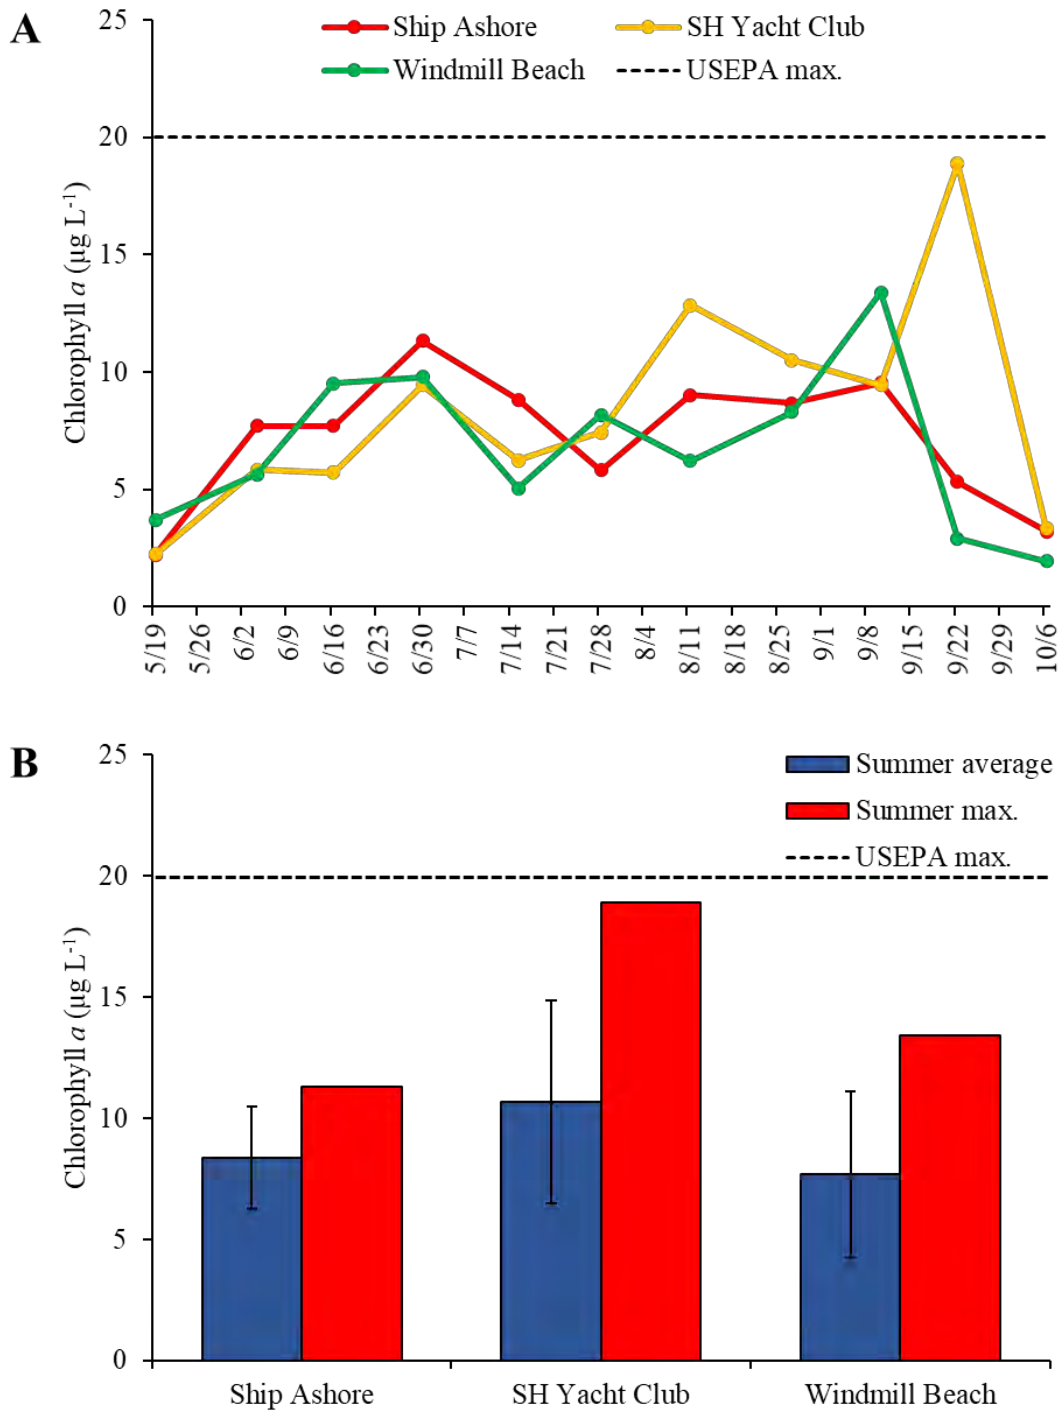 A
25
Ship Ashore
SH Yacht Club
Windmill Beach
USEPA max.
20
15
10
5
0
Chlorophyll a (µg L⁻¹)
5/19
5/26
6/2
6/9
6/16
6/23
6/30
7/7
7/14
7/21
7/28
8/4
8/11
8/18
8/25
9/1
9/8
9/15
9/22
9/29
10/6
B
25
Summer average
Summer max.
USEPA max.
20
15
10
5
0
Chlorophyll a (µg L⁻¹)
Ship Ashore
SH Yacht Club
Windmill Beach